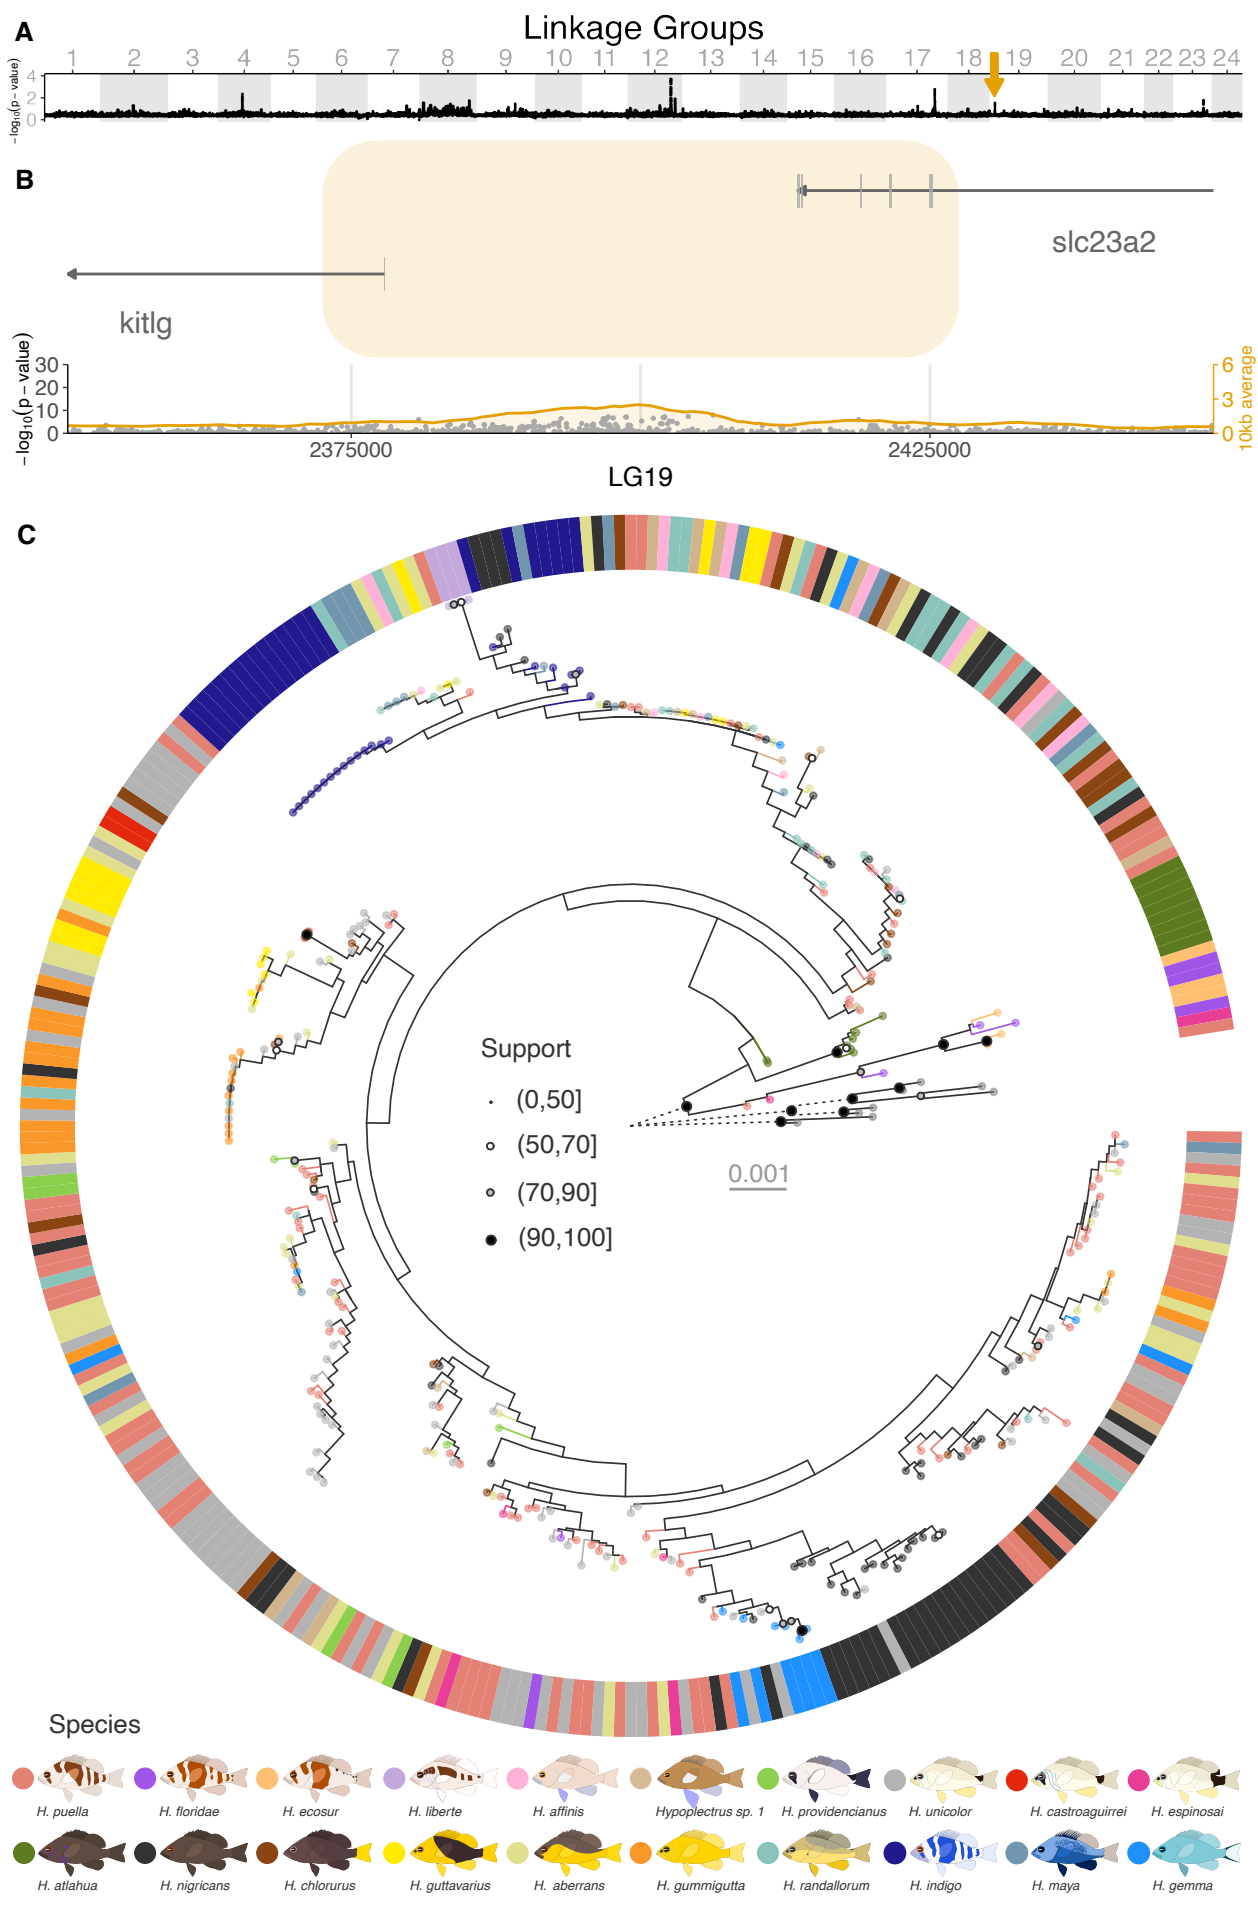 A
Linkage Groups
1 2 3 4 5 6 7 8 9 10 11 12 13 14 15 16 17 18 19 20 21 22 23 24
−log10(p − value)
4
2
0
B
slc23a2
kitlg
−log10(p − value)
30
20
10
0
6
3
0
10kb average
2375000 2425000
LG19
C
Support
(0,50]
(50,70]
(70,90]
(90,100]
0.001
Species
H. puella H. floridae H. ecosur H. liberte H. affinis Hypoplectrus sp. 1 H. providencianus H. unicolor H. castroaguirrei H. espinosai
H. atlahua H. nigricans H. chlorurus H. guttavarius H. aberrans H. gummigutta H. randallorum H. indigo H. maya H. gemma